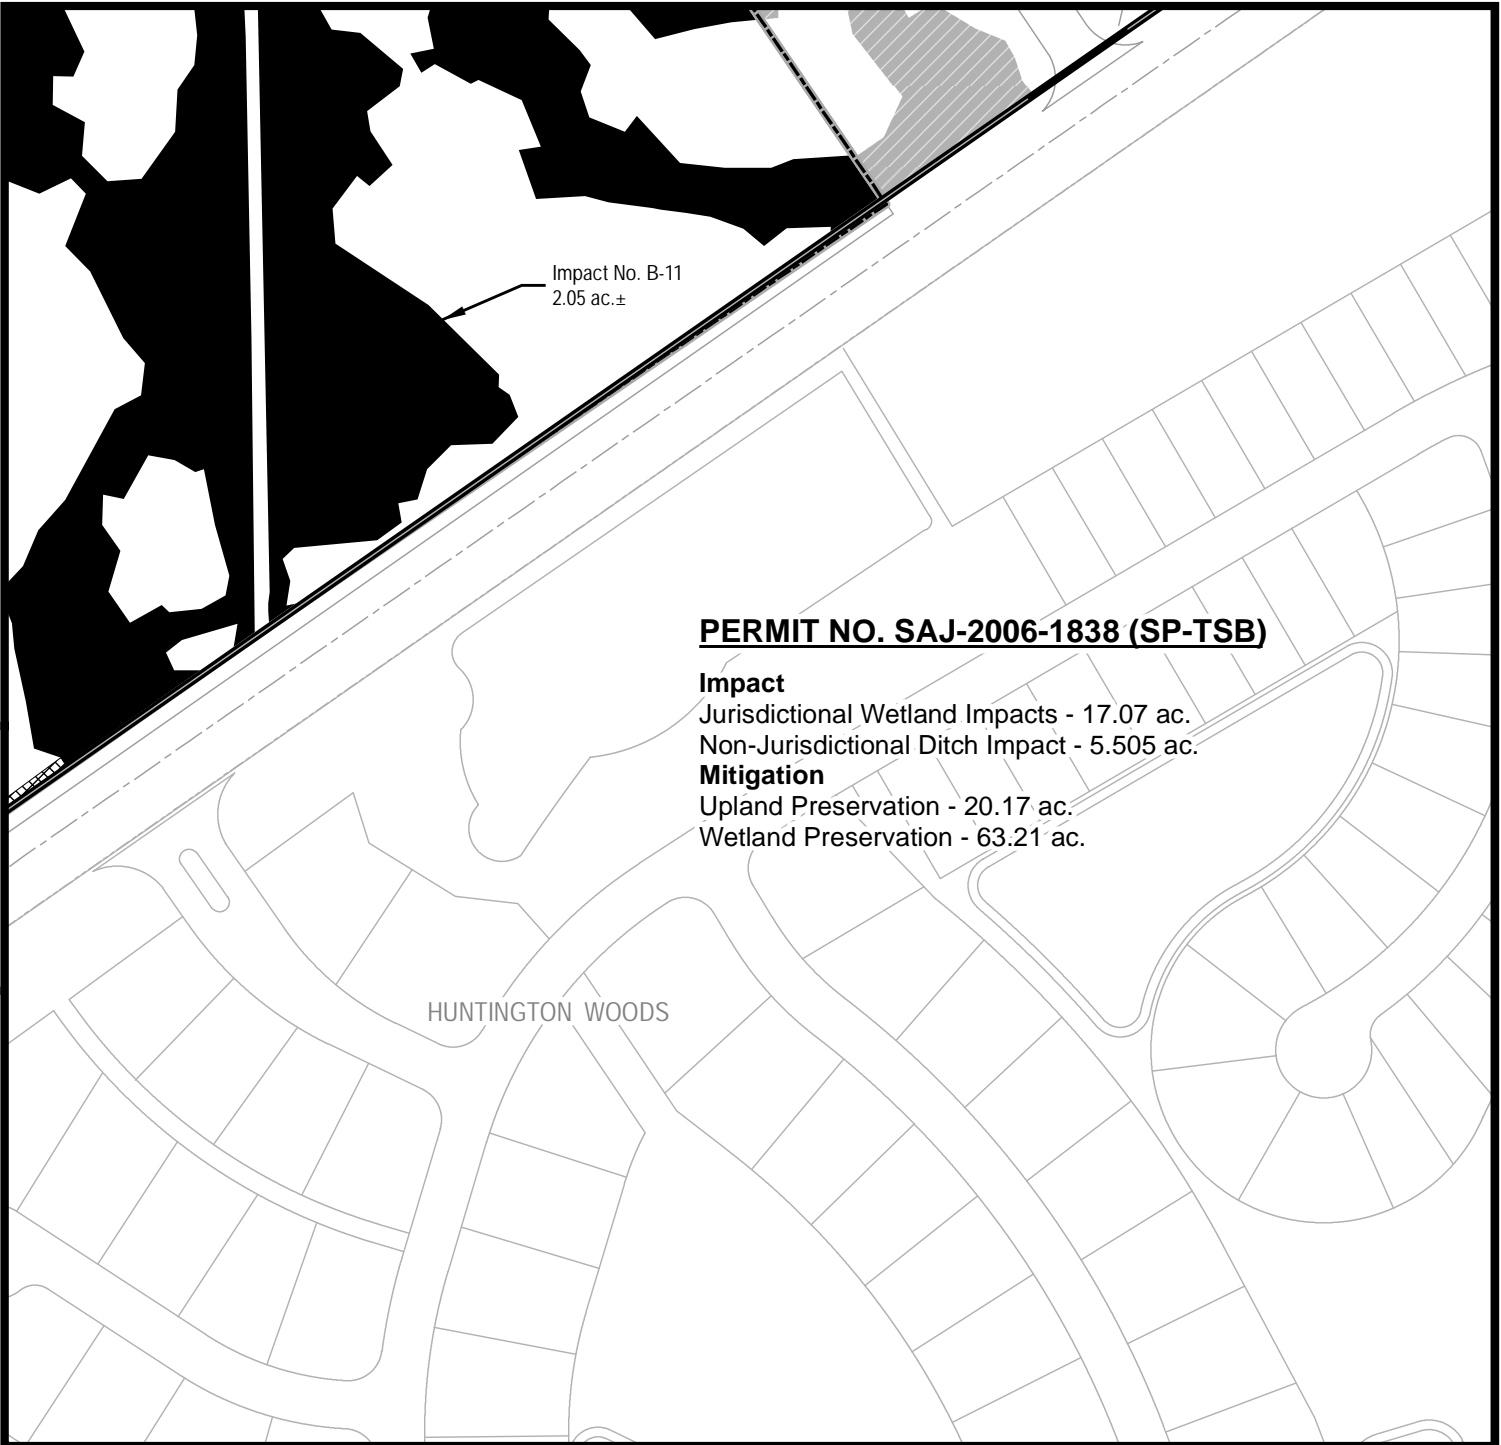 Impact No. B-11
2.05 ac.±
PERMIT NO. SAJ-2006-1838 (SP-TSB)
Impact
Jurisdictional Wetland Impacts - 17.07 ac.
Non-Jurisdictional Ditch Impact - 5.505 ac.
Mitigation
Upland Preservation - 20.17 ac.
Wetland Preservation - 63.21 ac.
HUNTINGTON WOODS